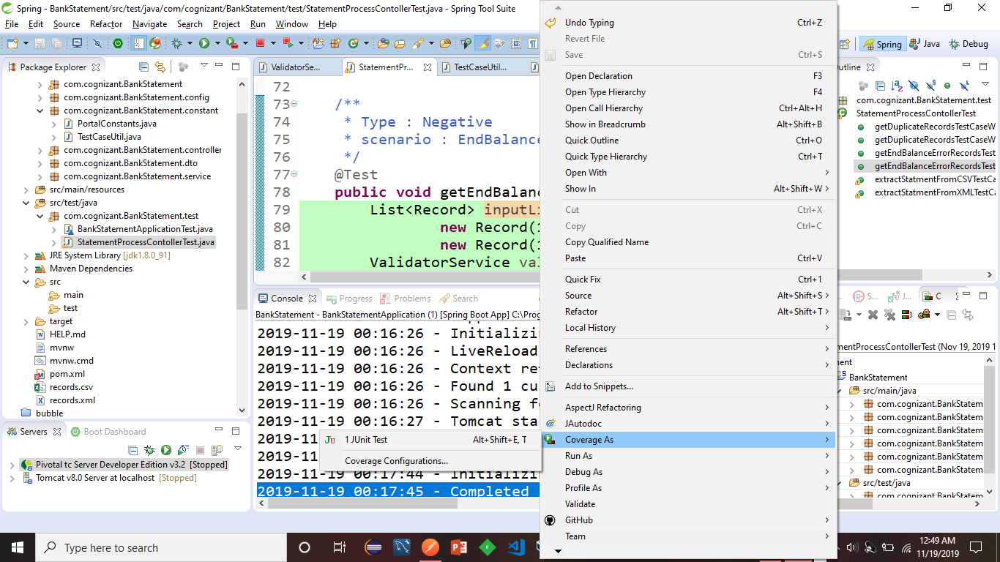 Spring - BankStatement/src/test/java/com/cognizant/BankStatement/test/StatementProcessContollerTest.java - Spring Tool Suite
File Edit Source Refactor Navigate Search Project Run Window Help
Spring Java Debug
Package Explorer
com.cognizant.BankStatement
com.cognizant.BankStatement.config
com.cognizant.BankStatement.constant
PortalConstants.java
TestCaseUtil.java
com.cognizant.BankStatement.controller
com.cognizant.BankStatement.dto
com.cognizant.BankStatement.service
src/main/resources
src/test/java
com.cognizant.BankStatement.test
BankStatementApplicationTest.java
StatementProcessContollerTest.java
JRE System Library [jdk1.8.0_91]
Maven Dependencies
src
main
test
target
HELP.md
mvnw
mvnw.cmd
pom.xml
records.csv
records.xml
bubble
Servers Boot Dashboard
Pivotal tc Server Developer Edition v3.2 [Stopped]
Tomcat v8.0 Server at localhost [Stopped]
ValidatorSe... StatementPr... TestCaseUtil...
72
73 /**
74 * Type : Negative
75 * scenario : EndBalance
76 */
77 @Test
78 public void getEndBalanc
79 List<Record> inputLi
80 new Record(1
81 new Record(1
82 ValidatorService val
Console Progress Problems Search
BankStatement - BankStatementApplication (1) [Spring Boot App] C:\Prog
2019-11-19 00:16:26 - Initializin
2019-11-19 00:16:26 - LiveReload
2019-11-19 00:16:26 - Context ref
2019-11-19 00:16:26 - Found 1 cus
2019-11-19 00:16:26 - Scanning fo
2019-11-19 00:16:27 - Tomcat sta
2019-11-19 00:17:44 - Initializin
2019-11-19 00:17:45 - Completed
1 JUnit Test Alt+Shift+E, T
Coverage Configurations...
Undo Typing Ctrl+Z
Revert File
Save Ctrl+S
Open Declaration F3
Open Type Hierarchy F4
Open Call Hierarchy Ctrl+Alt+H
Show in Breadcrumb Alt+Shift+B
Quick Outline Ctrl+O
Quick Type Hierarchy Ctrl+T
Open With
Show In Alt+Shift+W
Cut Ctrl+X
Copy Ctrl+C
Copy Qualified Name
Paste Ctrl+V
Quick Fix Ctrl+1
Source Alt+Shift+S
Refactor Alt+Shift+T
Local History
References
Declarations
Add to Snippets...
AspectJ Refactoring
JAutodoc
Coverage As
Run As
Debug As
Profile As
Validate
GitHub
Team
utline
com.cognizant.BankStatement.test
StatementProcessContollerTest
getDuplicateRecordsTestCaseW
getDuplicateRecordsTestCaseW
getEndBalanceErrorRecordsTest
getEndBalanceErrorRecordsTest
extractStatmentFromCSVTestCa
extractStatmentFromXMLTestCa
S... J... C
mentProcessContollerTest (Nov 19, 2019 1
ment
BankStatement
src/main/java
com.cognizant.BankStatem
com.cognizant.BankStatem
com.cognizant.BankStatem
com.cognizant.BankStatem
com.cognizant.BankStatem
com.cognizant.BankStatem
src/test/java
com.cognizant.BankStatem
Type here to search
12:49 AM
11/19/2019